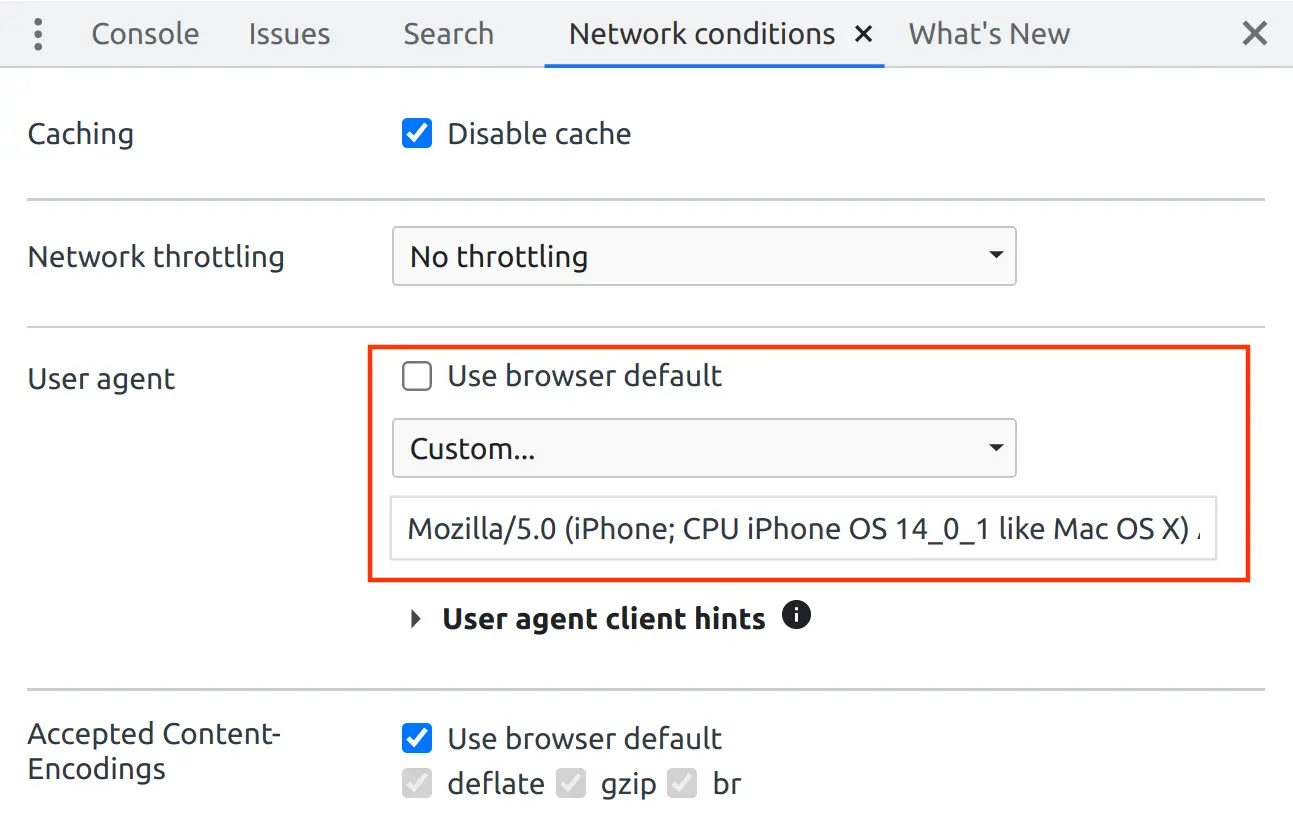 Console Issues Search Network conditions × What's New ×
Caching Disable cache
Network throttling No throttling
User agent Use browser default
Custom...
Mozilla/5.0 (iPhone; CPU iPhone OS 14_0_1 like Mac OS X)
User agent client hints
Accepted Content-
Encodings
Use browser default
deflate gzip br